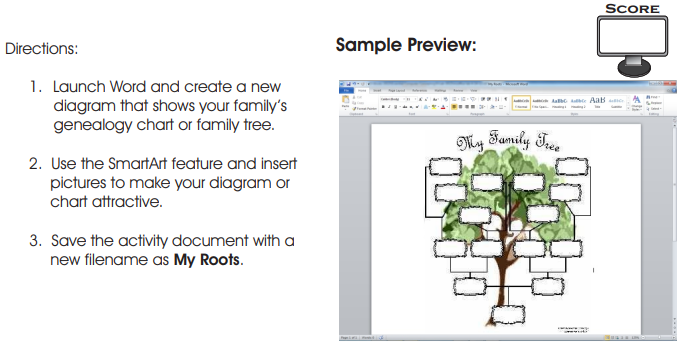 SCORE
Directions:
Sample Preview:
1. Launch Word and create a new
diagram that shows your family's
genealogy chart or family tree.
2. Use the SmartArt feature and insert
pictures to make your diagram or
chart attractive.
3. Save the activity document with a
new filename as My Roots.
My Family Tree